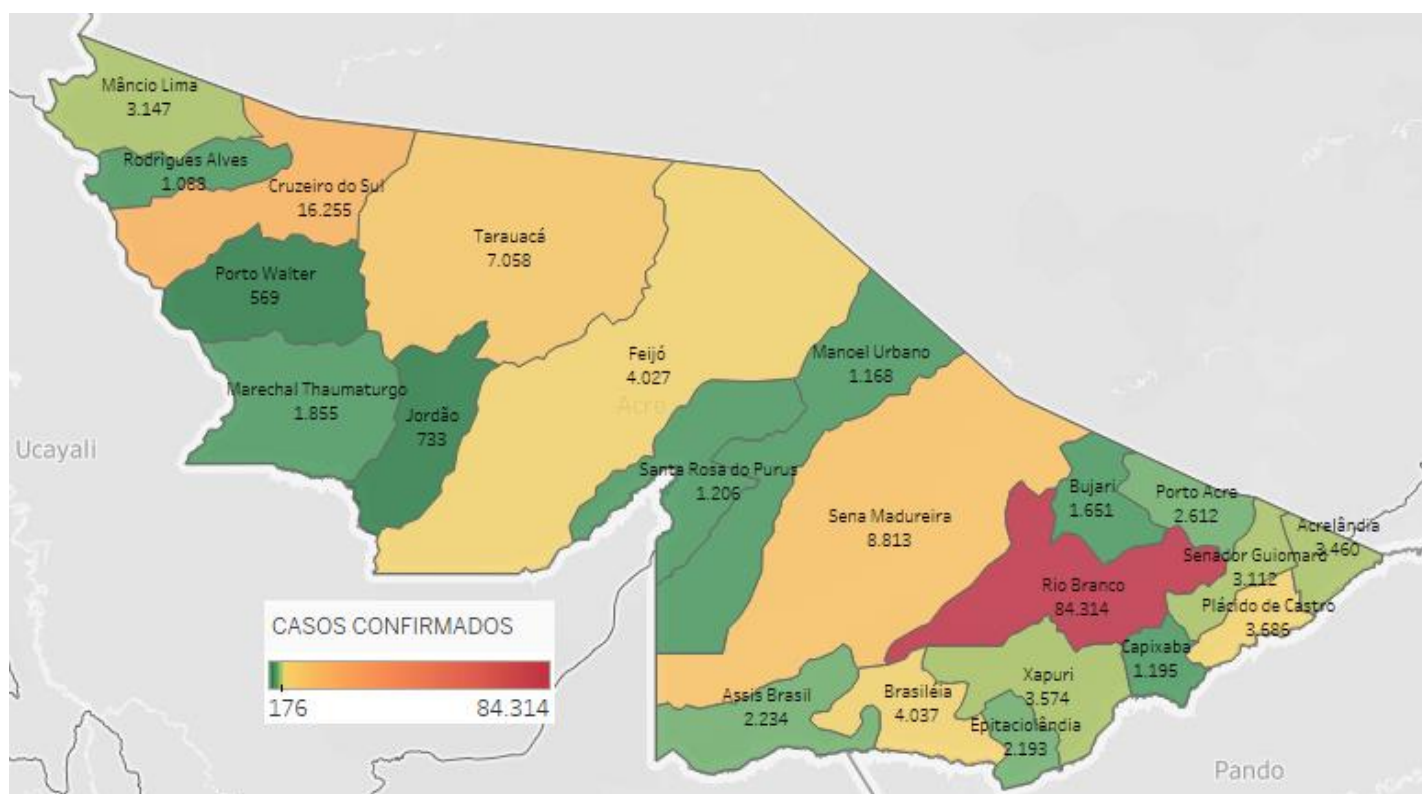 Mâncio Lima
3.147
Rodrigues Alves
1.083
Cruzeiro do Sul
16.255
Tarauacá
7.058
Porto Walter
569
Feijó
4.027
Acre
Manoel Urbano
1.168
Marechal Thaumaturgo
1.855
Jordão
733
Ucayali
Santa Rosa do Purus
1.206
Sena Madureira
8.813
Bujari
1.651
Porto Acre
2.612
Acrelândia
3.460
Senador Guiomard
3.112
Rio Branco
84.314
Plácido de Castro
3.686
Capixaba
1.195
Xapuri
3.574
Assis Brasil
2.234
Brasiléia
4.037
Epitaciolândia
2.193
CASOS CONFIRMADOS
176 84.314
Pando